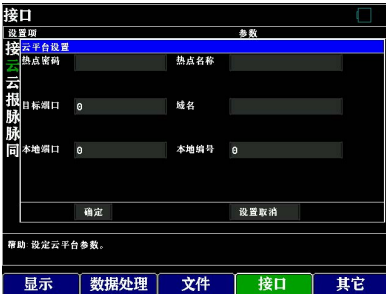 接口
设置项 参数
接 云平台设置
云 热点密码 热点名称
云
报 目标端口 0 域名
脉
脉
同 本地端口 0 本地编号 0
确定 设置取消
帮助: 设定云平台参数。
显示 数据处理 文件 接口 其它